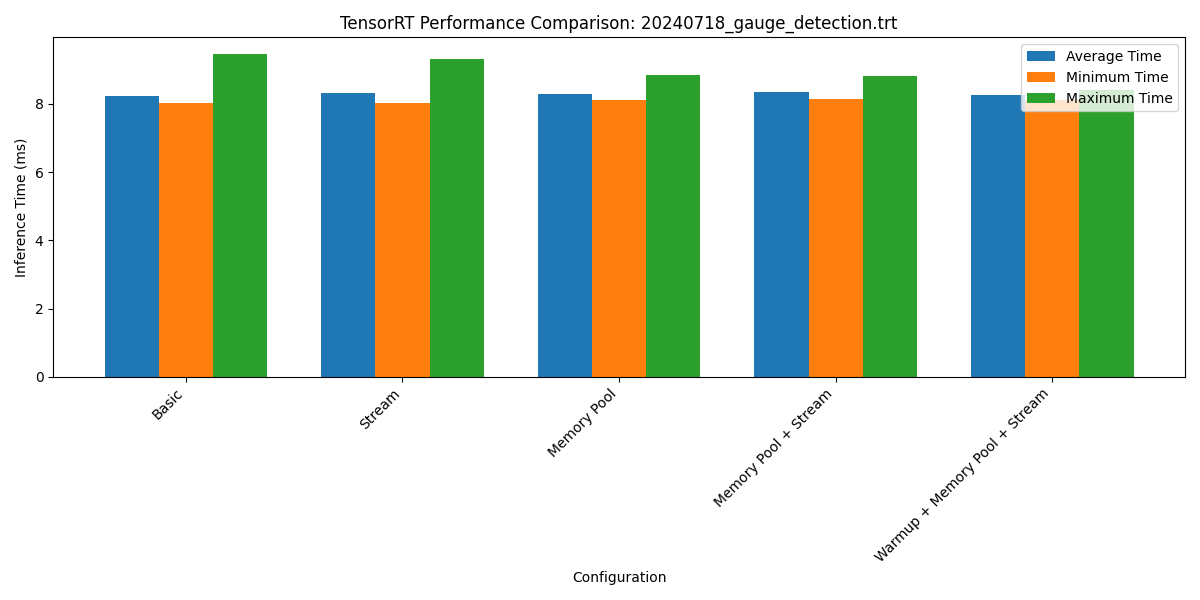 TensorRT Performance Comparison: 20240718_gauge_detection.trt
Average Time
Minimum Time
Maximum Time
Inference Time (ms)
8
6
4
2
0
Basic
Stream
Memory Pool
Memory Pool + Stream
Warmup + Memory Pool + Stream
Configuration